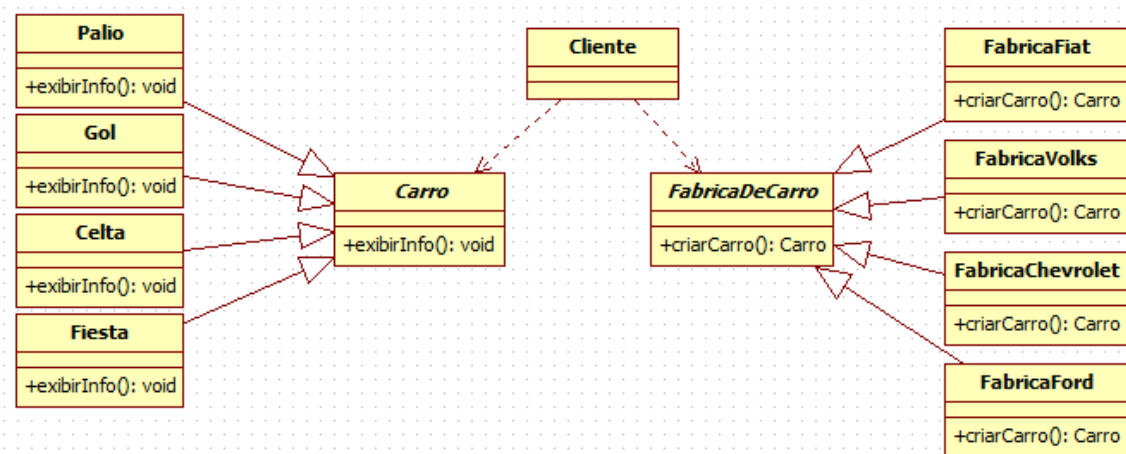 Palio
+exibirInfo(): void
Gol
+exibirInfo(): void
Celta
+exibirInfo(): void
Fiesta
+exibirInfo(): void
Cliente
Carro
+exibirInfo(): void
FabricaDeCarro
+criarCarro(): Carro
FabricaFiat
+criarCarro(): Carro
FabricaVolks
+criarCarro(): Carro
FabricaChevrolet
+criarCarro(): Carro
FabricaFord
+criarCarro(): Carro